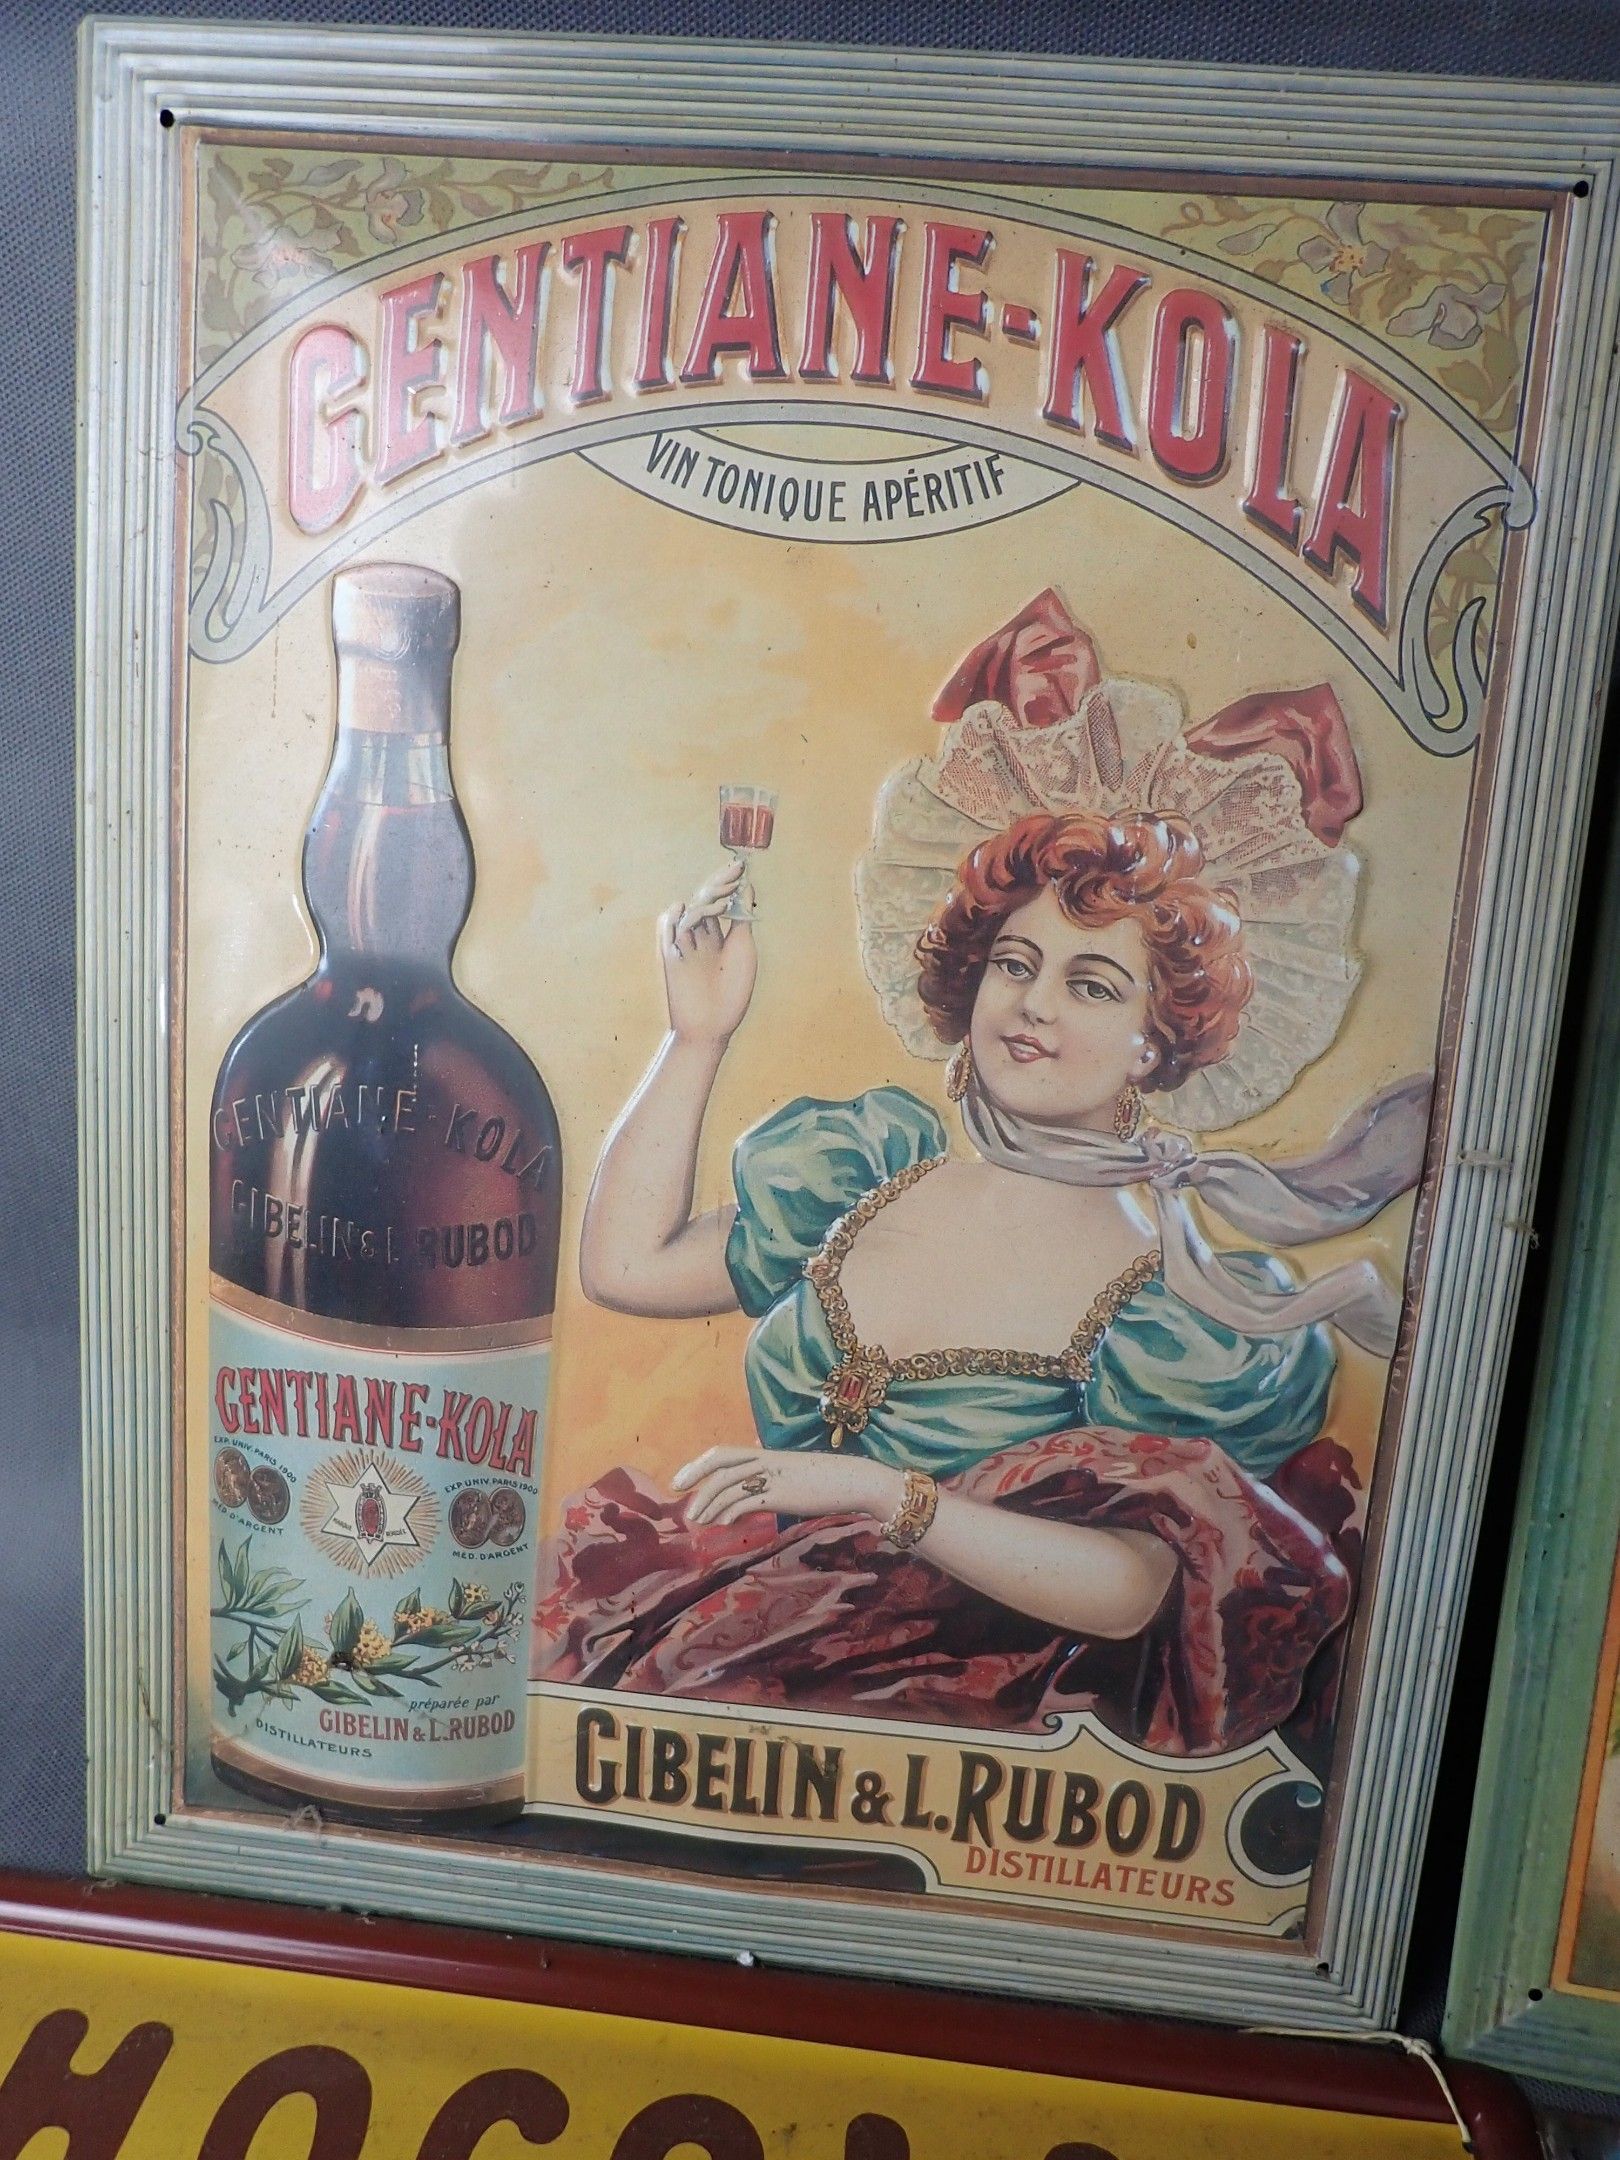 GENTIANE-KOLA
VIN TONIQUE APÉRITIF
GENTIANE-KOLA
GIBELIN & L. RUBOD
GENTIANE-KOLA
EXP. UNIV. PARIS 1900
MED. D'ARGENT
MARQUE
EXP. UNIV. PARIS 1900
MED. D'ARGENT
préparée par
GIBELIN & L. RUBOD
DISTILLATEURS
GIBELIN & L. RUBOD
DISTILLATEURS